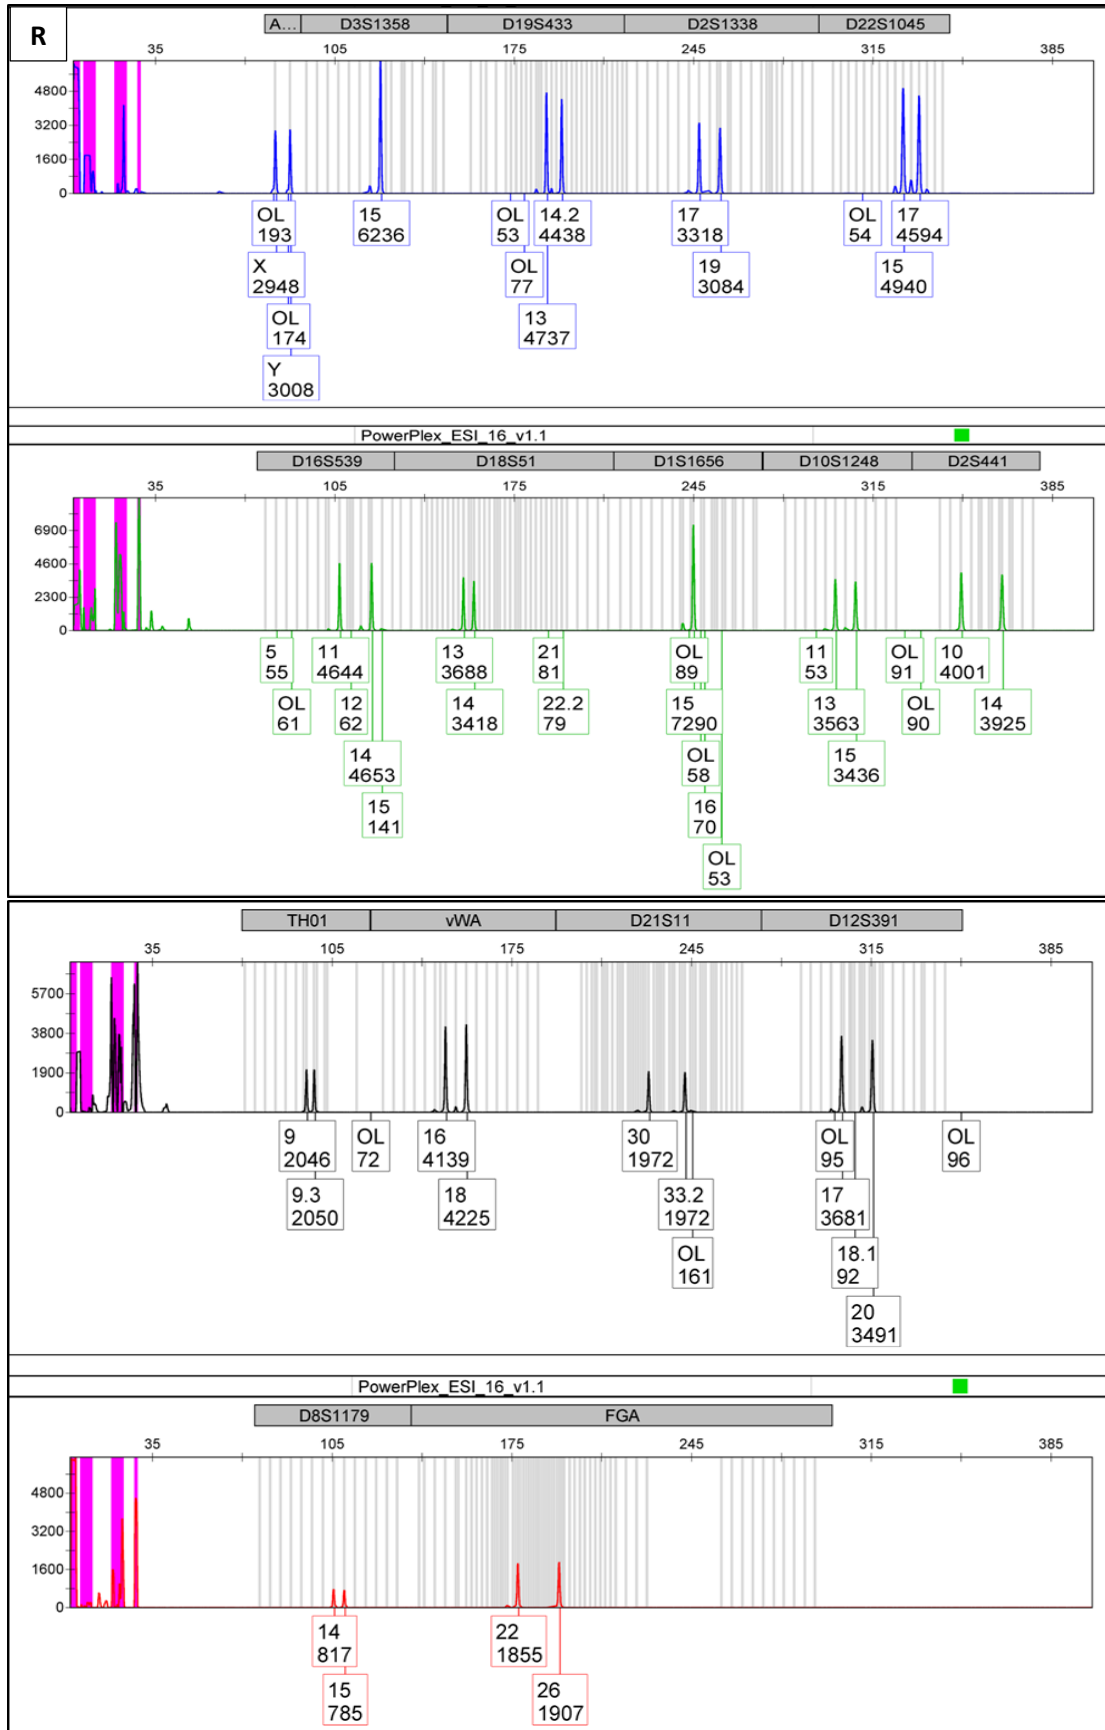 R
A... D3S1358 D19S433 D2S1338 D22S1045
35 105 175 245 315 385
4800
3200
1600
0
OL 15 OL 14.2 17 OL 17
193 6236 53 4438 3318 54 4594
X OL 19 15
2948 77 3084 4940
OL 13
174 4737
Y
3008
PowerPlex_ESI_16_v1.1
D16S539 D18S51 D1S1656 D10S1248 D2S441
35 105 175 245 315 385
6900
4600
2300
0
5 11 13 21 OL 11 OL 10
55 4644 3688 81 89 53 91 4001
OL 12 14 22.2 15 13 OL 14
61 62 3418 79 7290 3563 90 3925
14 OL 15
4653 58 3436
15 16
141 70
OL
53
TH01 vWA D21S11 D12S391
35 105 175 245 315 385
5700
3800
1900
0
9 OL 16 30 OL OL
2046 72 4139 1972 95 96
9.3 18 33.2 17
2050 4225 1972 3681
OL 18.1
161 92
20
3491
PowerPlex_ESI_16_v1.1
D8S1179 FGA
35 105 175 245 315 385
4800
3200
1600
0
14 22
817 1855
15 26
785 1907